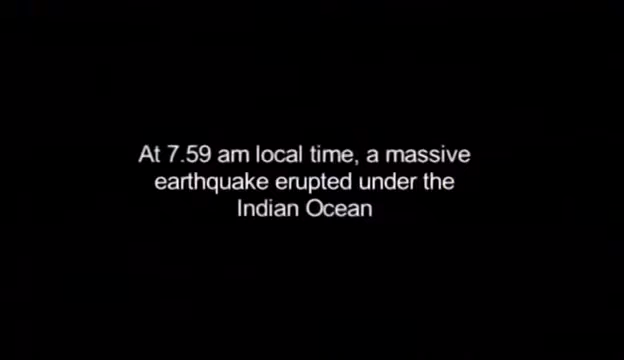 At 7.59 am local time, a massive
earthquake erupted under the
Indian Ocean